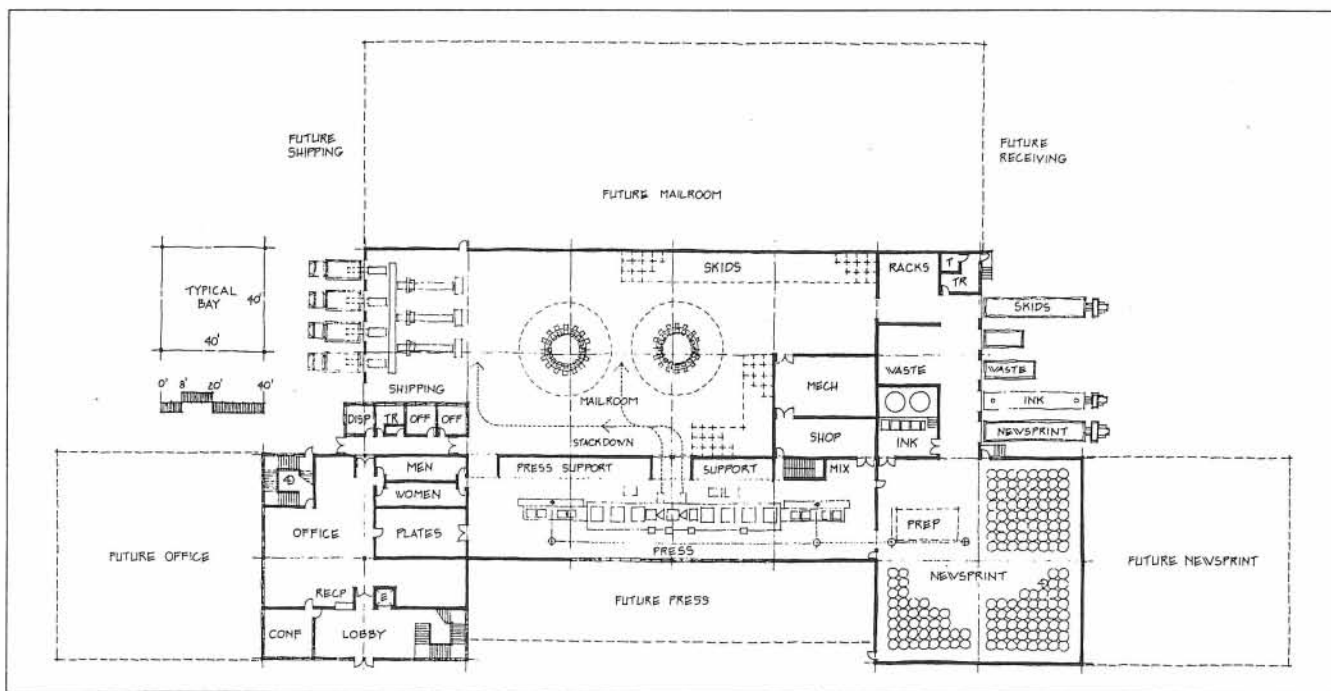 FUTURE
SHIPPING
FUTURE
RECEIVING
FUTURE MAILROOM
TYPICAL
BAY
40'
40'
0' 8' 20' 40'
SKIDS
RACKS
T
TR
SKIDS
WASTE
WASTE
INK
NEWSPRINT
SHIPPING
MAILROOM
STACKDOWN
MECH
SHOP
INK
DISP
TR
OFF
OFF
MEN
WOMEN
PRESS SUPPORT
SUPPORT
MIX
OFFICE
PLATES
PRESS
PREP
NEWSPRINT
FUTURE OFFICE
FUTURE PRESS
FUTURE NEWSPRINT
RECP
E
CONF
LOBBY